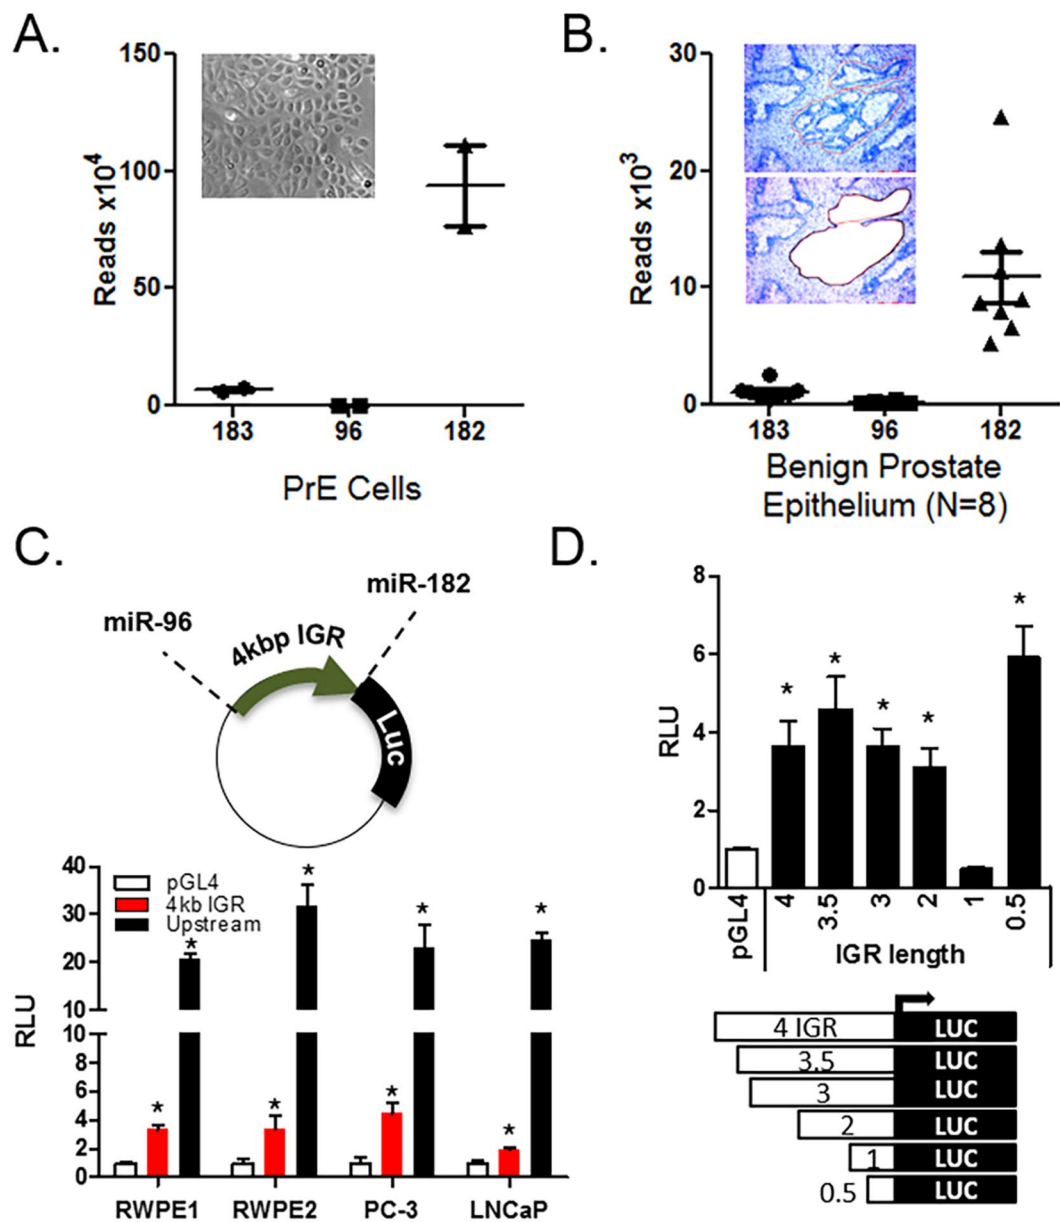 A.
150
100
50
0
Reads x10^4
183 96 182
PrE Cells
B.
30
20
10
0
Reads x10^3
183 96 182
Benign Prostate
Epithelium (N=8)
C.
miR-96
4kbp IGR
miR-182
Luc
40
30
20
10
8
6
4
2
0
RLU
pGL4
4kb IGR
Upstream
* * * *
* * * *
RWPE1 RWPE2 PC-3 LNCaP
D.
8
6
4
2
0
RLU
* * * * *
pGL4 4 3.5 3 2 1 0.5
IGR length
4 IGR LUC
3.5 LUC
3 LUC
2 LUC
1 LUC
0.5 LUC